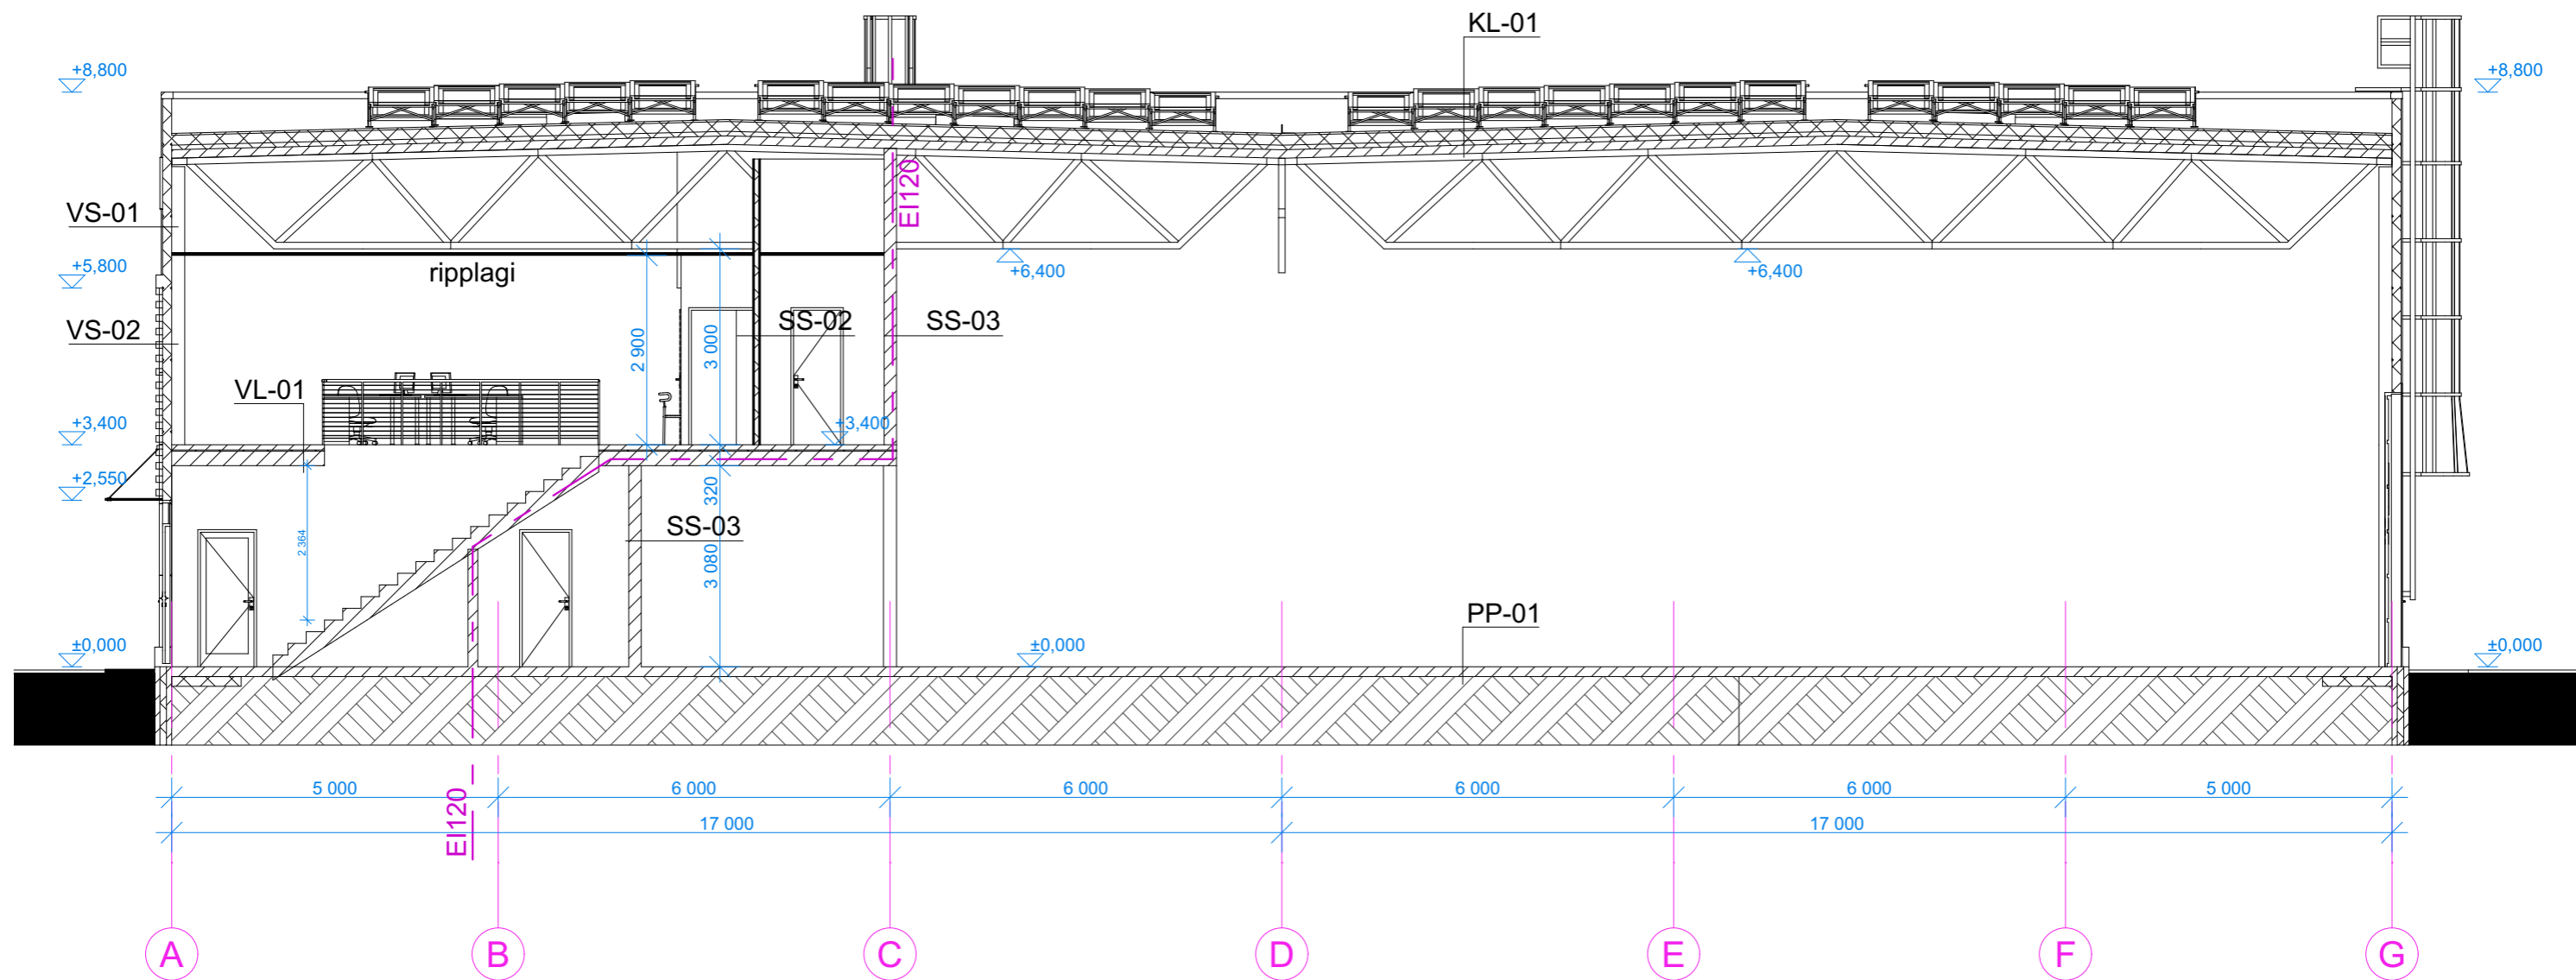 KL-01
+8,800
+8,800
EI120
VS-01
+5,800
ripplagi
+6,400
+6,400
VS-02
2 900
3 000
SS-02
SS-03
VL-01
+3,400
+3,400
+2,550
320
2 364
SS-03
3 080
PP-01
±0,000
±0,000
±0,000
5 000
6 000
6 000
6 000
6 000
5 000
EI120
17 000
17 000
A
B
C
D
E
F
G